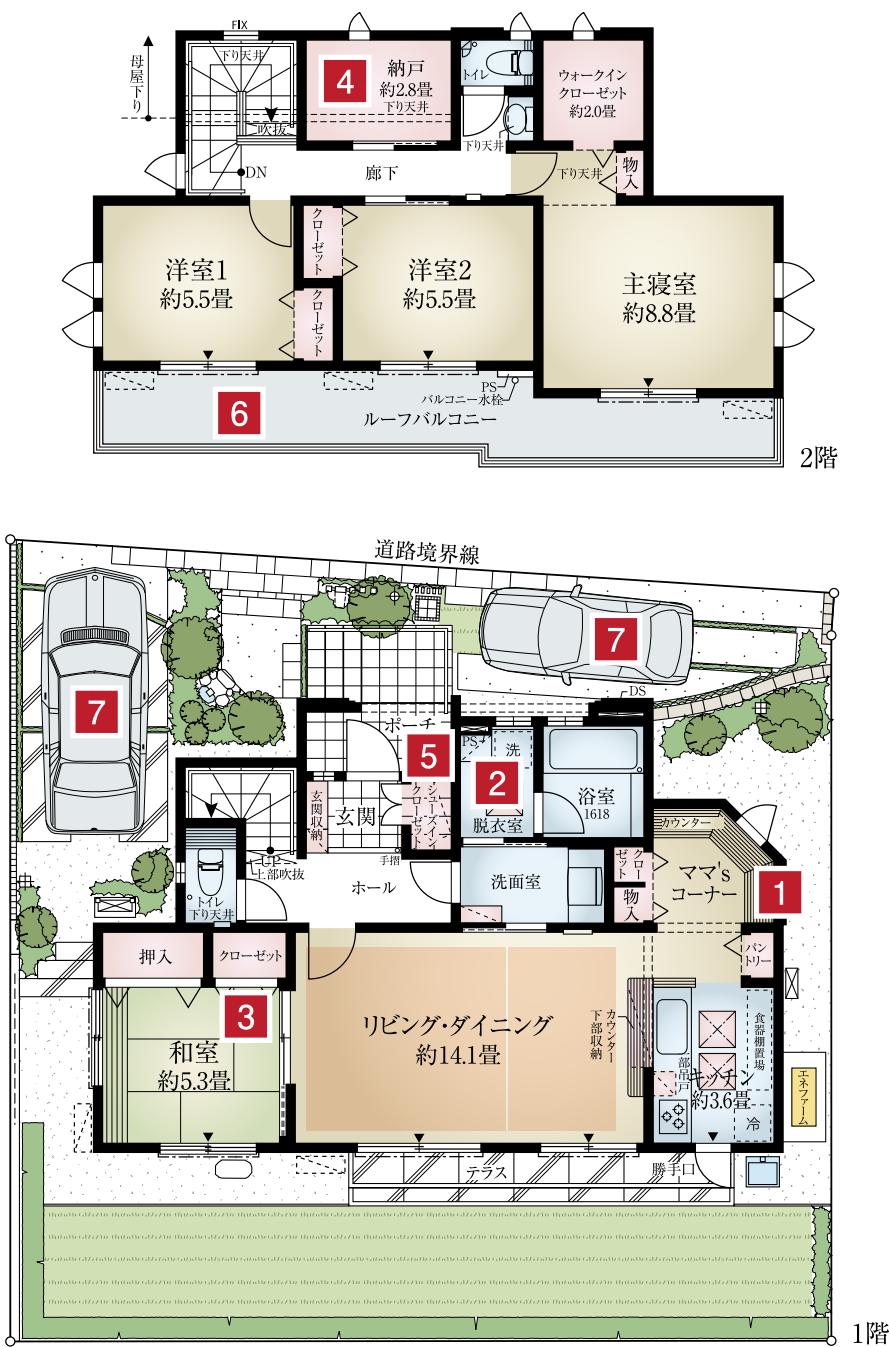 FIX
下り天井
母屋下り
吹抜
DN
4
納戸
約2.8畳
下り天井
トイレ
下り天井
ウォークイン
クローゼット
約2.0畳
廊下
下り天井
物入
洋室1
約5.5畳
クローゼット
クローゼット
洋室2
約5.5畳
主寝室
約8.8畳
PS
バルコニー水栓
6
ルーフバルコニー
2階
道路境界線
7
7
DS
ポーチ
5
PS
洗
2
脱衣室
浴室
1618
玄関収納、
玄関
シューズイン
クローゼット
手摺
UP
上部吹抜
ホール
トイレ
下り天井
洗面室
クローゼット
物入
カウンター
ママ's
コーナー
1
パントリー
押入
クローゼット
3
和室
約5.3畳
リビング・ダイニング
約14.1畳
カウンター
下部収納
食器棚置場
吊戸部
キッチン
約3.6畳
冷
エネファーム
テラス
勝手口
1階